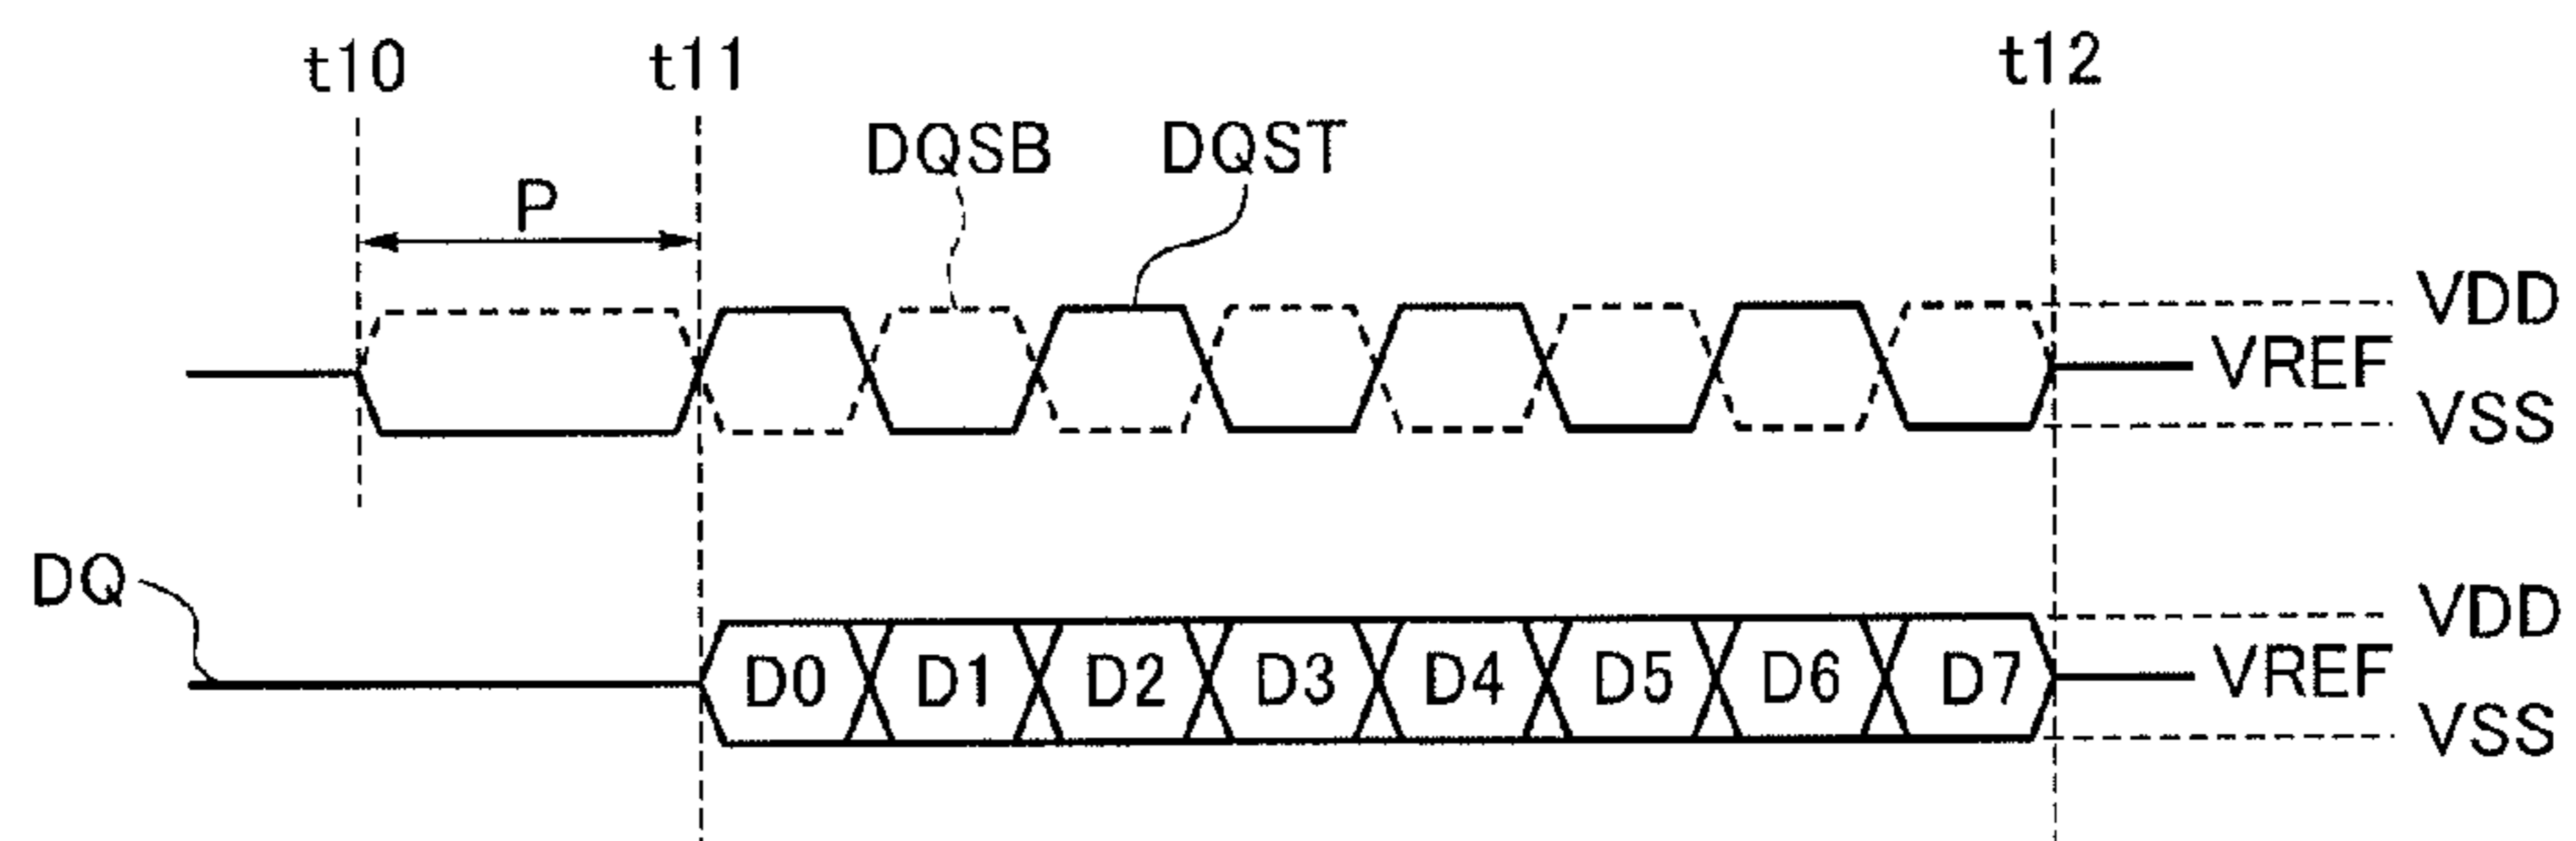 t10 t11 t12
DQSB DQST
P
VDD
VREF
VSS
DQ
VDD
D0 D1 D2 D3 D4 D5 D6 D7 VREF
VSS